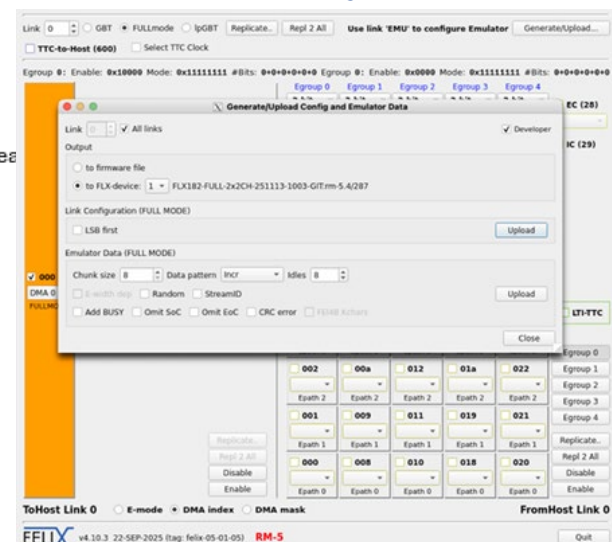 Link 0 GBT FULLmode lpGBT Replicate.. Repl 2 All Use link 'EMU' to configure Emulator Generate/Upload...
TTC-to-Host (600) Select TTC Clock
Egroup 0: Enable: 0x10000 Mode: 0x11111111 #Bits: 0+0+0+0+0+0 Egroup 0: Enable: 0x0000 Mode: 0x11111111 #Bits: 0+0+0+0+0+0
Egroup 0 Egroup 1 Egroup 2 Egroup 3 Egroup 4
EC (28)
Generate/Upload Config and Emulator Data
Link 0 All links Developer
IC (29)
Output
to firmware file
to FLX-device: 1 FLX182-FULL-2x2CH-251113-1003-GIT:rm-5.4/287
Link Configuration (FULL MODE)
LSB first Upload
Emulator Data (FULL MODE)
Chunk size 8 Data pattern Incr Idles 8
000
E-width dep Random StreamID Upload
DMA 0
Add BUSY Omit SoC Omit EoC CRC error FEI4B Kchars
LTI-TTC
Close
Egroup 0
002 00a 012 01a 022 Egroup 1
Egroup 2
Epath 2 Epath 2 Epath 2 Epath 2 Epath 2 Egroup 3
001 009 011 019 021 Egroup 4
Replicate.. Epath 1 Epath 1 Epath 1 Epath 1 Epath 1 Replicate..
Repl 2 All 000 008 010 018 020 Repl 2 All
Disable Disable
Enable Epath 0 Epath 0 Epath 0 Epath 0 Epath 0 Enable
ToHost Link 0 E-mode DMA index DMA mask FromHost Link 0
FELIX v4.10.3 22-SEP-2025 (tag: felix-05-01-05) RM-5 Quit